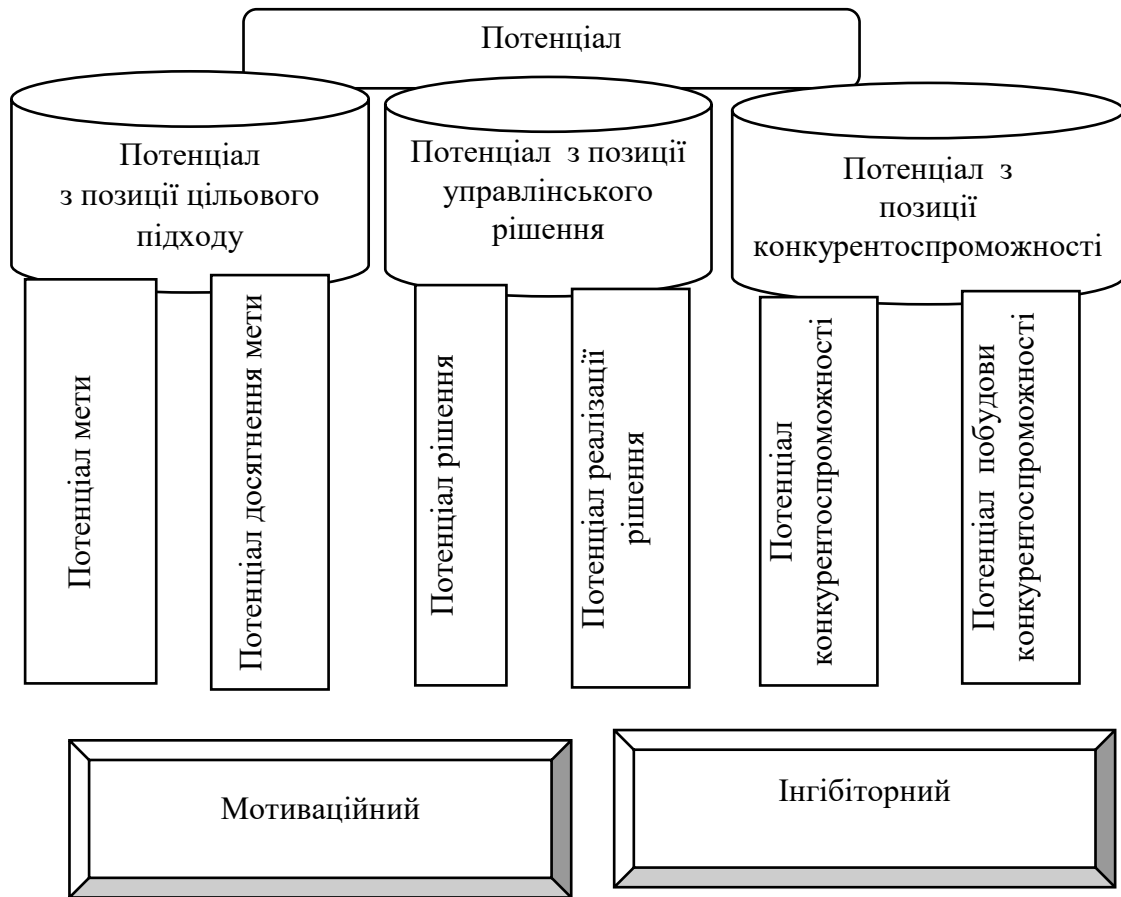 Потенціал
Потенціал
з позиції цільового
підходу
Потенціал з позиції
управлінського
рішення
Потенціал з
позиції
конкурентоспроможності
Потенціал мети
Потенціал досягнення мети
Потенціал рішення
Потенціал реалізації
рішення
Потенціал
конкурентоспроможності
Потенціал побудови
конкурентоспроможності
Мотиваційний
Інгібіторний